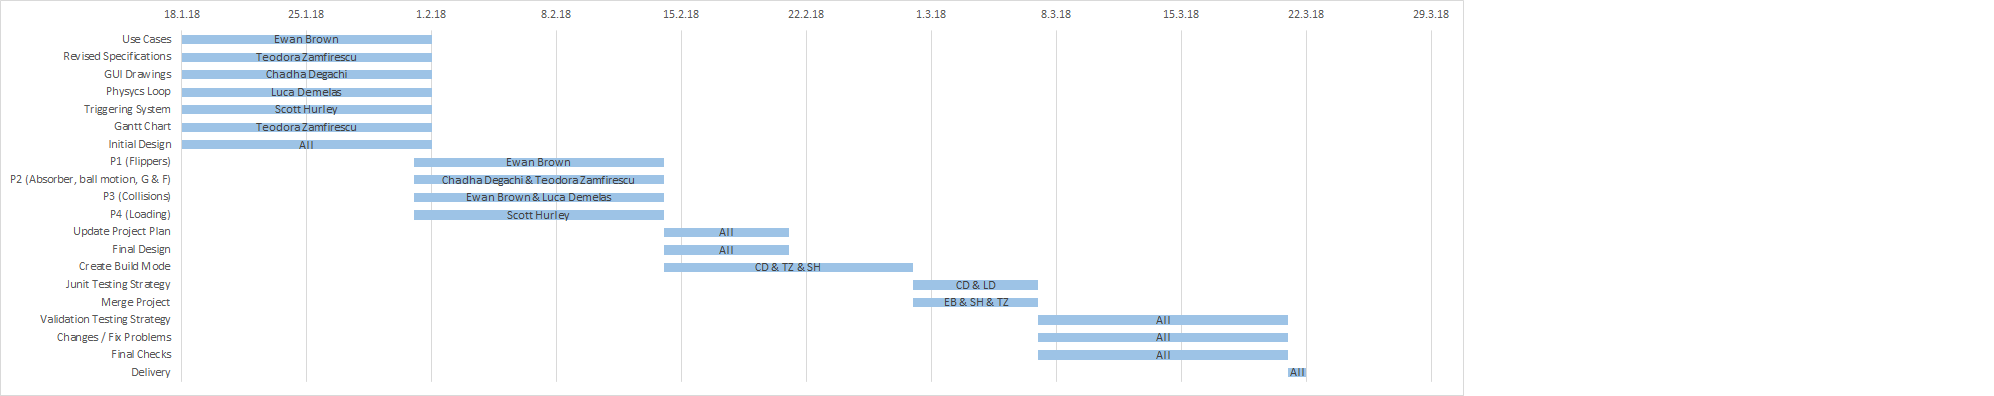 18.1.18 25.1.18 1.2.18 8.2.18 15.2.18 22.2.18 1.3.18 8.3.18 15.3.18 22.3.18 29.3.18
Use Cases Ewan Brown
Revised Specifications Teodora Zamfirescu
GUI Drawings Chadha Degachi
Physycs Loop Luca Demelas
Triggering System Scott Hurley
Gantt Chart Teodora Zamfirescu
Initial Design All
P1 (Flippers) Ewan Brown
P2 (Absorber, ball motion, G & F) Chadha Degachi & Teodora Zamfirescu
P3 (Collisions) Ewan Brown & Luca Demelas
P4 (Loading) Scott Hurley
Update Project Plan All
Final Design All
Create Build Mode CD & TZ & SH
Junit Testing Strategy CD & LD
Merge Project EB & SH & TZ
Validation Testing Strategy All
Changes / Fix Problems All
Final Checks All
Delivery All